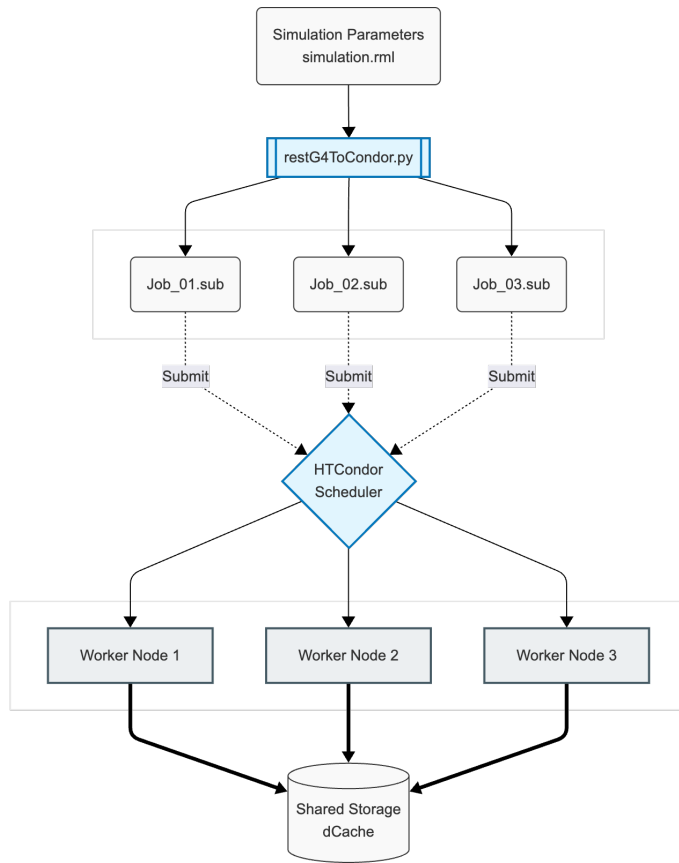 Simulation Parameters
simulation.rml
restG4ToCondor.py
Job_01.sub
Job_02.sub
Job_03.sub
Submit
Submit
Submit
HTCondor
Scheduler
Worker Node 1
Worker Node 2
Worker Node 3
Shared Storage
dCache